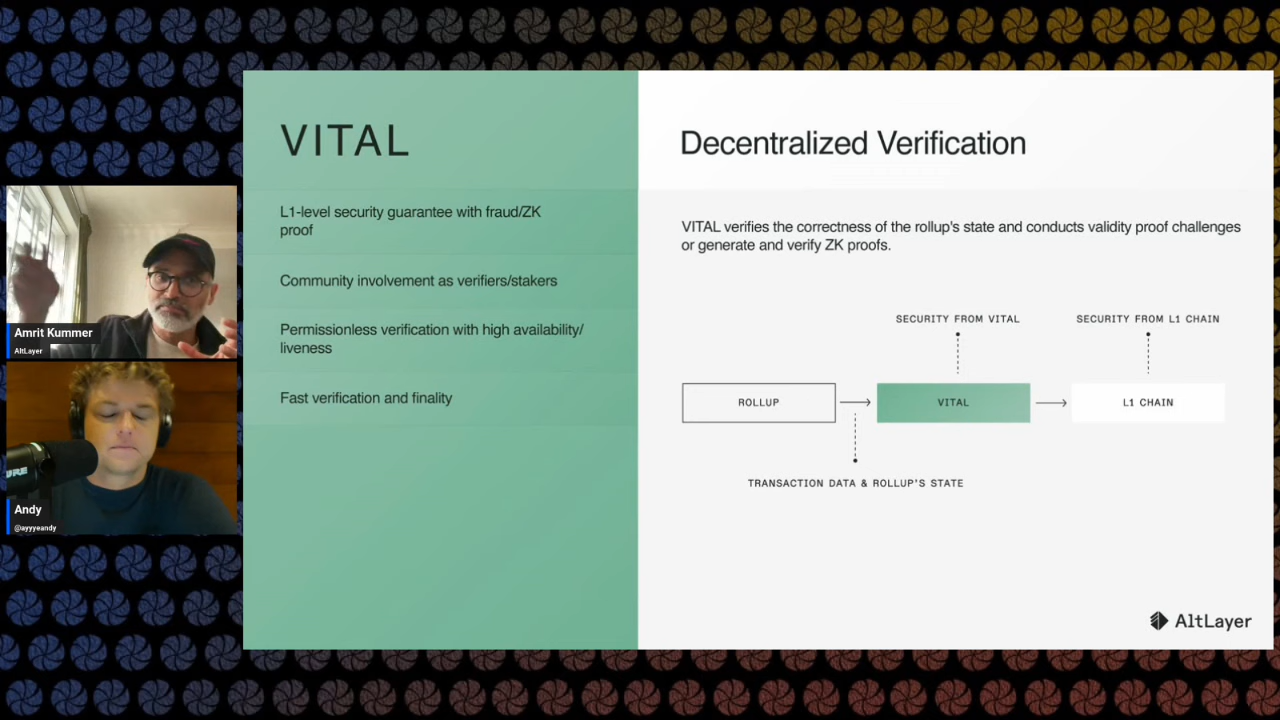 VITAL
L1-level security guarantee with fraud/ZK
proof
Community involvement as verifiers/stakers
Permissionless verification with high availability/
liveness
Fast verification and finality
Decentralized Verification
VITAL verifies the correctness of the rollup's state and conducts validity proof challenges
or generate and verify ZK proofs.
SECURITY FROM VITAL
SECURITY FROM L1 CHAIN
ROLLUP
VITAL
L1 CHAIN
TRANSACTION DATA & ROLLUP'S STATE
AltLayer
Amrit Kummer
AltLayer
URE
Andy
@ayyyeandy